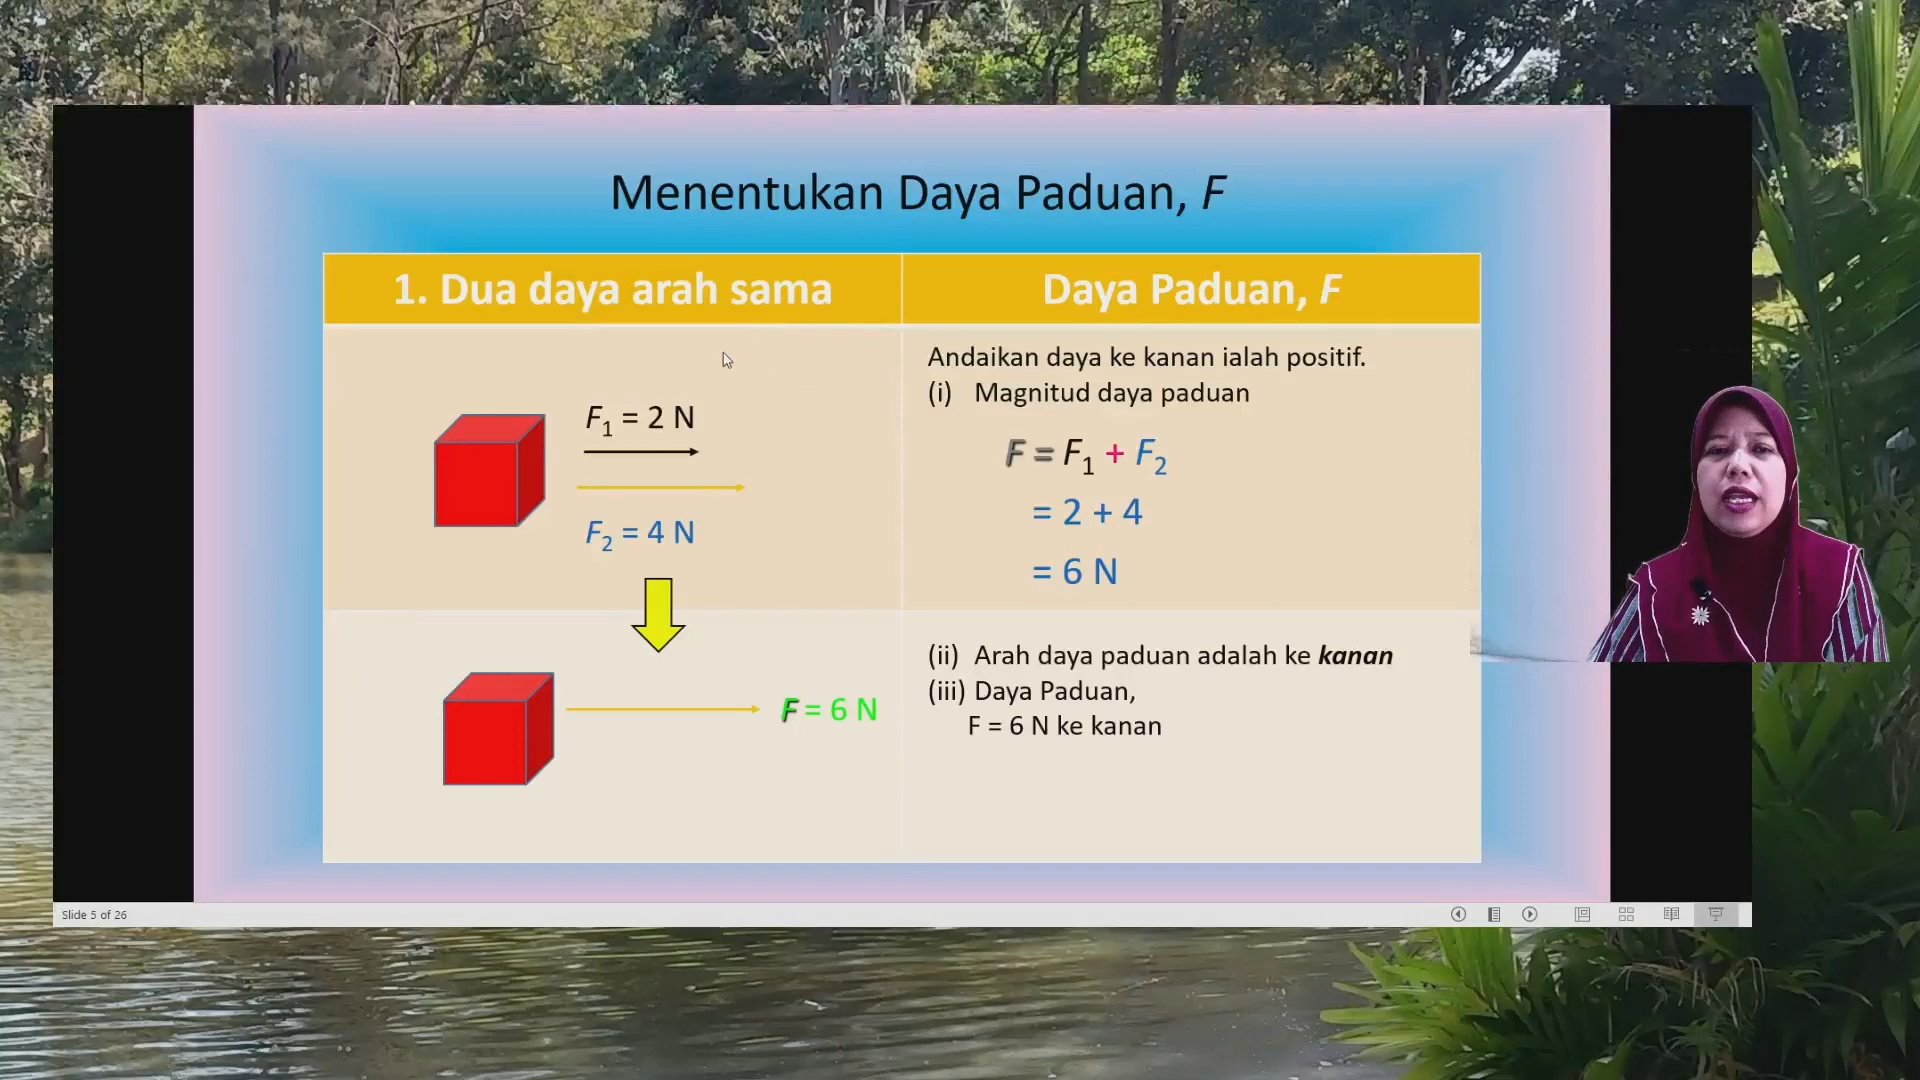 Menentukan Daya Paduan, F
1. Dua daya arah sama
Daya Paduan, F
F₁ = 2 N
F₂ = 4 N
Andaikan daya ke kanan ialah positif.
(i) Magnitud daya paduan
F = F₁ + F₂
= 2 + 4
= 6 N
F = 6 N
(ii) Arah daya paduan adalah ke kanan
(iii) Daya Paduan,
F = 6 N ke kanan
Slide 5 of 26